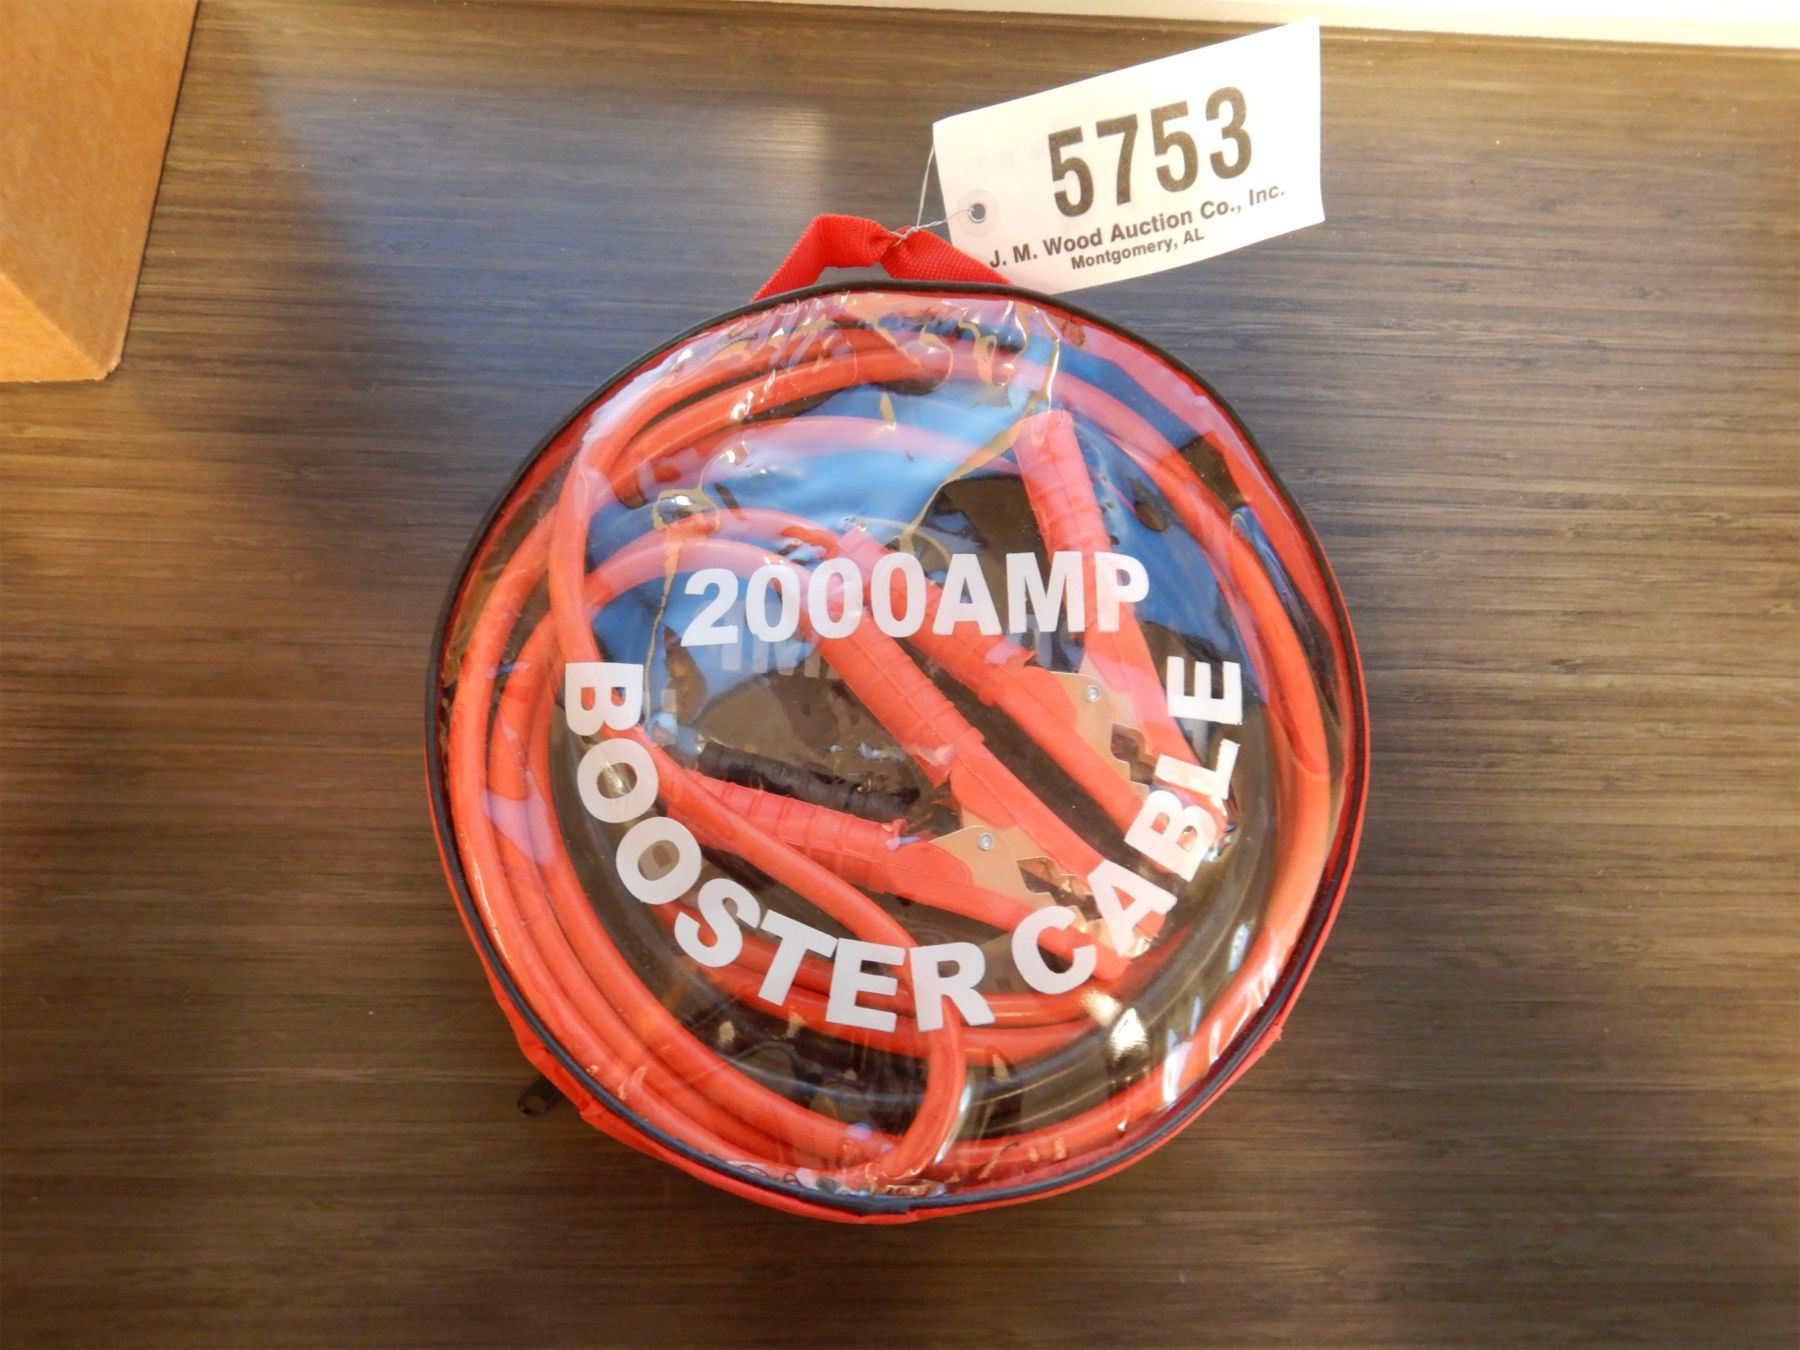 5753
J. M. Wood Auction Co., Inc.
Montgomery, AL
2000AMP
BOOSTER CABLE